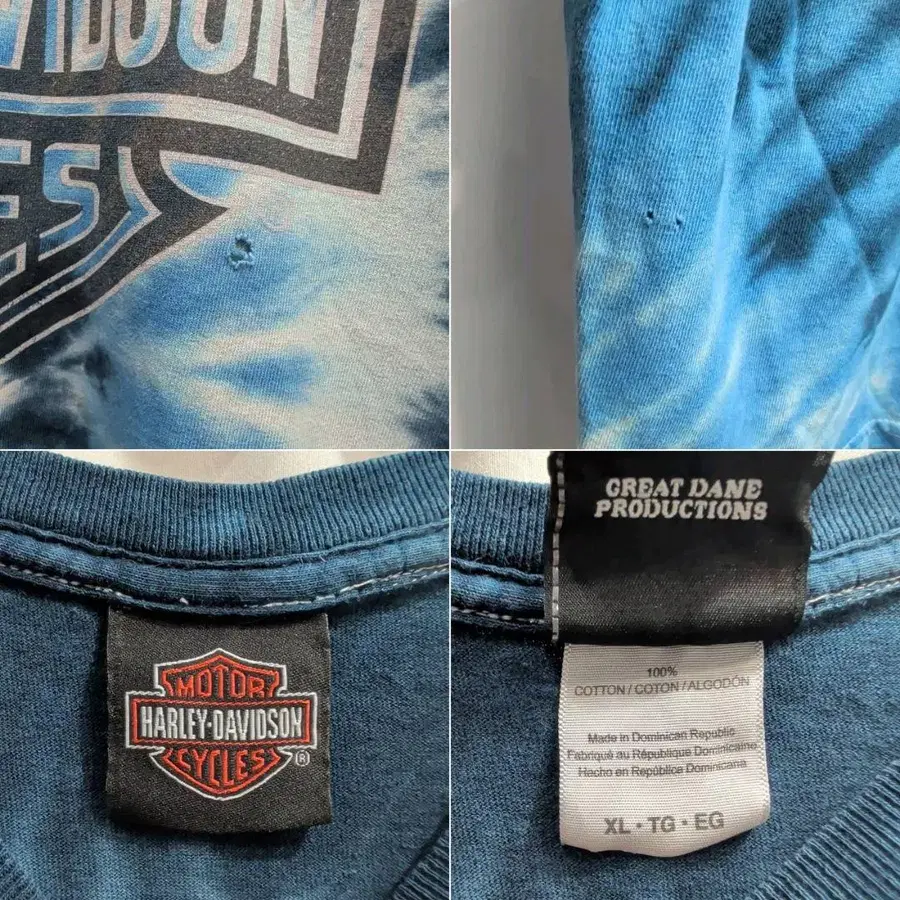 VIDSON
ES
MOTOR
HARLEY-DAVIDSON
CYCLES
®
GREAT DANE
PRODUCTIONS
100%
COTTON / COTON / ALGODÓN
Made in Dominican Republic
Fabriqué au République Dominicaine
Hacho en República Dominicana
XL • TG • EG